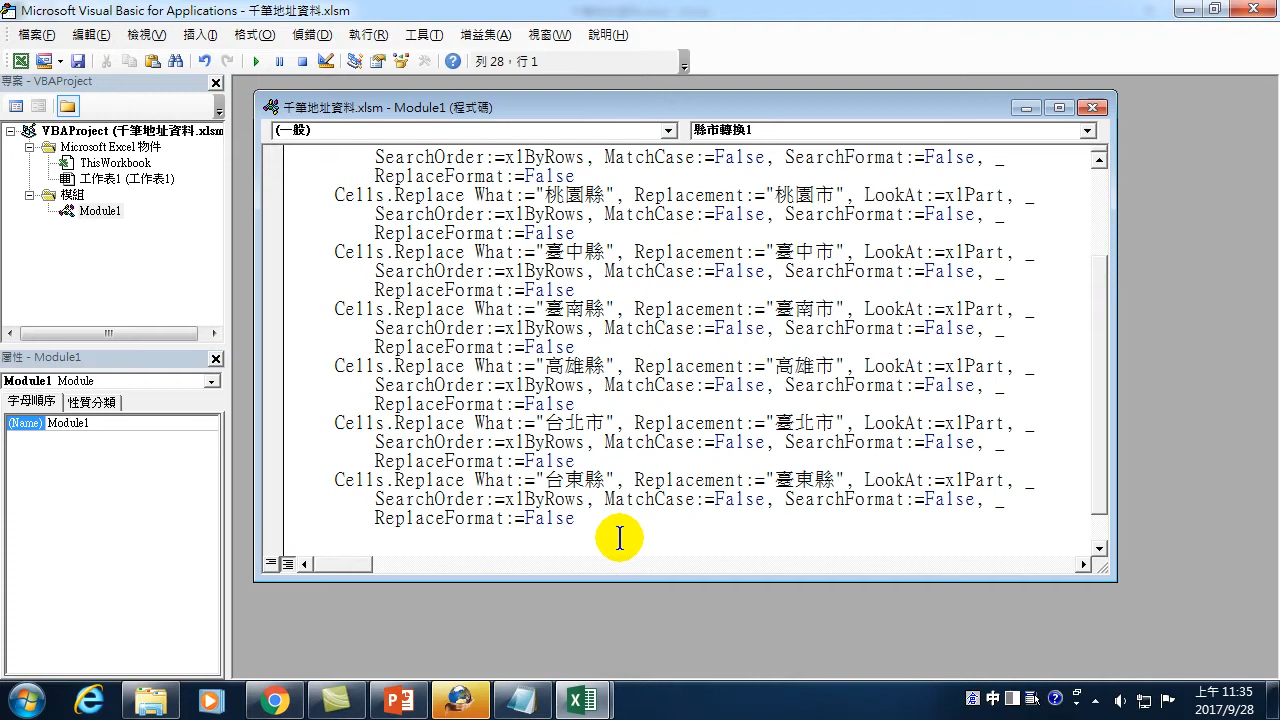 Microsoft Visual Basic for Applications - 千筆地址資料.xlsm
檔案(F) 編輯(E) 檢視(V) 插入(I) 格式(O) 偵錯(D) 執行(R) 工具(T) 增益集(A) 視窗(W) 說明(H)
列 28，行 1
專案 - VBAProject
VBAProject (千筆地址資料.xlsm
Microsoft Excel 物件
ThisWorkbook
工作表1 (工作表1)
模組
Module1
屬性 - Module1
Module1 Module
字母順序 性質分類
(Name) Module1
千筆地址資料.xlsm - Module1 (程式碼)
(一般) 縣市轉換1
SearchOrder:=xlByRows, MatchCase:=False, SearchFormat:=False, _
ReplaceFormat:=False
Cells.Replace What:="桃園縣", Replacement:="桃園市", LookAt:=xlPart, _
SearchOrder:=xlByRows, MatchCase:=False, SearchFormat:=False, _
ReplaceFormat:=False
Cells.Replace What:="臺中縣", Replacement:="臺中市", LookAt:=xlPart, _
SearchOrder:=xlByRows, MatchCase:=False, SearchFormat:=False, _
ReplaceFormat:=False
Cells.Replace What:="臺南縣", Replacement:="臺南市", LookAt:=xlPart, _
SearchOrder:=xlByRows, MatchCase:=False, SearchFormat:=False, _
ReplaceFormat:=False
Cells.Replace What:="高雄縣", Replacement:="高雄市", LookAt:=xlPart, _
SearchOrder:=xlByRows, MatchCase:=False, SearchFormat:=False, _
ReplaceFormat:=False
Cells.Replace What:="台北市", Replacement:="臺北市", LookAt:=xlPart, _
SearchOrder:=xlByRows, MatchCase:=False, SearchFormat:=False, _
ReplaceFormat:=False
Cells.Replace What:="台東縣", Replacement:="臺東縣", LookAt:=xlPart, _
SearchOrder:=xlByRows, MatchCase:=False, SearchFormat:=False, _
ReplaceFormat:=False
中
上午 11:35
2017/9/28